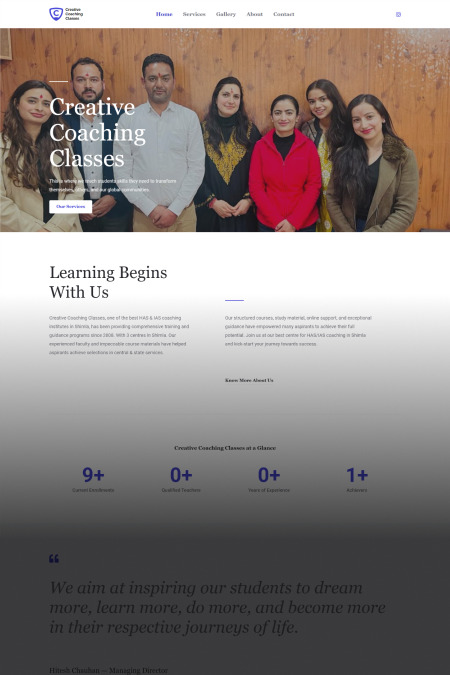 Creative
Coaching
Classes
Home Services Gallery About Contact
Creative
Coaching
Classes
This is where we teach students skills they need to transform
themselves, others, and our global communities.
Our Services
Learning Begins
With Us
Creative Coaching Classes, one of the best HAS & IAS coaching
institutes in Shimla, has been providing comprehensive training and
guidance programs since 2008. With 3 centres in Shimla. Our
experienced faculty and impeccable course materials have helped
aspirants achieve selections in central & state services.
Our structured courses, study material, online support, and exceptional
guidance have empowered many aspirants to achieve their full
potential. Join us at our best centre for HAS/IAS coaching in Shimla
and kick-start your journey towards success.
Know More About Us
Creative Coaching Classes at a Glance
9+ 0+ 0+ 1+
Current Enrollments Qualified Teachers Years of Experience Achievers
“
We aim at inspiring our students to dream
more, learn more, do more, and become more
in their respective journeys of life.
Hitesh Chauhan — Managing Director